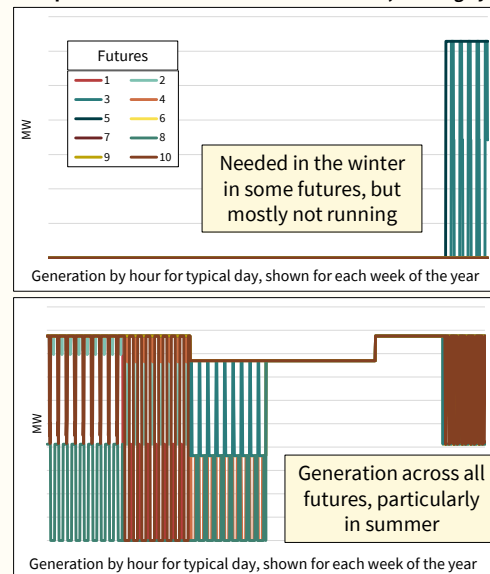 Futures
1 2
3 4
5 6
7 8
9 10
MW
Needed in the winter
in some futures, but
mostly not running
Generation by hour for typical day, shown for each week of the year
MW
Generation across all
futures, particularly
in summer
Generation by hour for typical day, shown for each week of the year